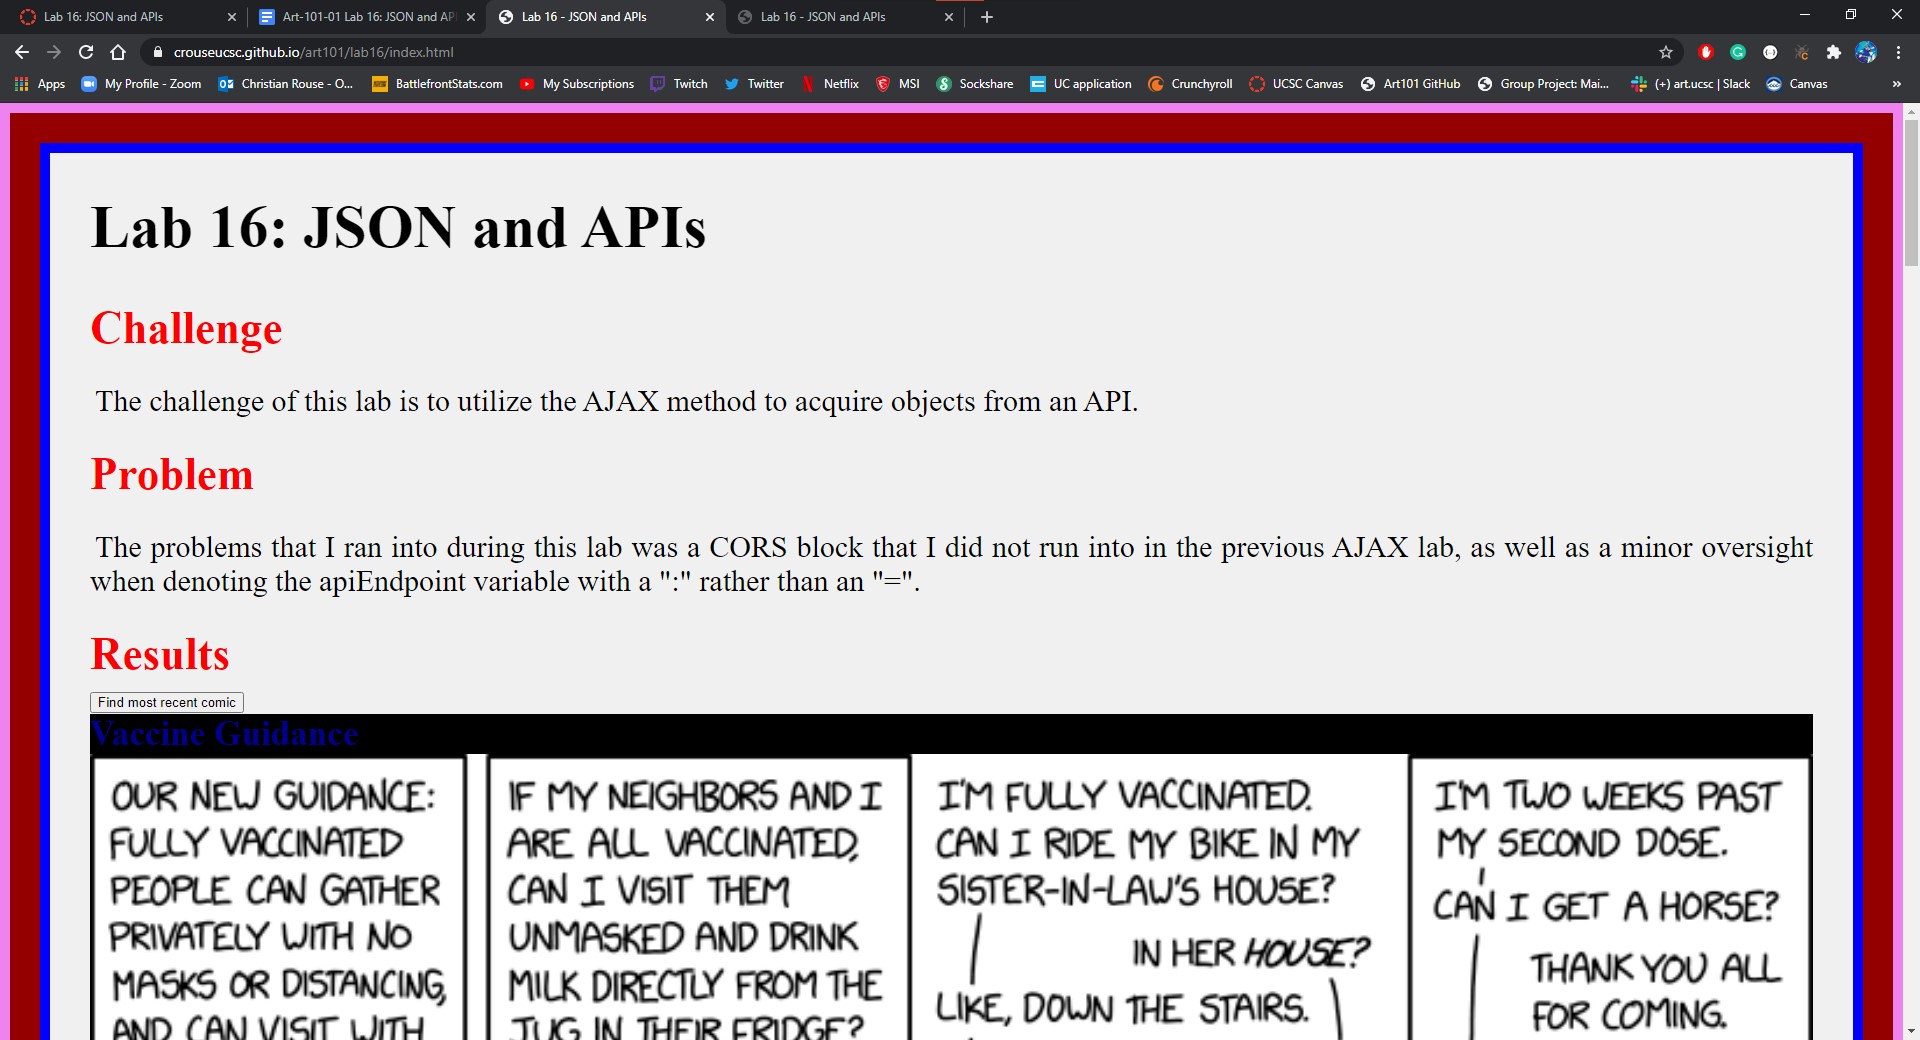 Lab 16: JSON and APIs
Art-101-01 Lab 16: JSON and AP
Lab 16 - JSON and APIs
Lab 16 - JSON and APIs
crouseucsc.github.io/art101/lab16/index.html
Apps
My Profile - Zoom
Christian Rouse - O...
BattlefrontStats.com
My Subscriptions
Twitch
Twitter
Netflix
MSI
Sockshare
UC application
Crunchyroll
UCSC Canvas
Art101 GitHub
Group Project: Mai...
(+) art.ucsc | Slack
Canvas
»
Lab 16: JSON and APIs
Challenge
The challenge of this lab is to utilize the AJAX method to acquire objects from an API.
Problem
The problems that I ran into during this lab was a CORS block that I did not run into in the previous AJAX lab, as well as a minor oversight
when denoting the apiEndpoint variable with a ":" rather than an "=".
Results
Find most recent comic
Vaccine Guidance
OUR NEW GUIDANCE:
FULLY VACCINATED
PEOPLE CAN GATHER
PRIVATELY WITH NO
MASKS OR DISTANCING,
AND CAN VISIT WITH
IF MY NEIGHBORS AND I
ARE ALL VACCINATED,
CAN I VISIT THEM
UNMASKED AND DRINK
MILK DIRECTLY FROM THE
JUG IN THEIR FRIDGE?
I'M FULLY VACCINATED.
CAN I RIDE MY BIKE IN MY
SISTER-IN-LAW'S HOUSE?
IN HER HOUSE?
LIKE, DOWN THE STAIRS.
I'M TWO WEEKS PAST
MY SECOND DOSE.
CAN I GET A HORSE?
THANK YOU ALL
FOR COMING.